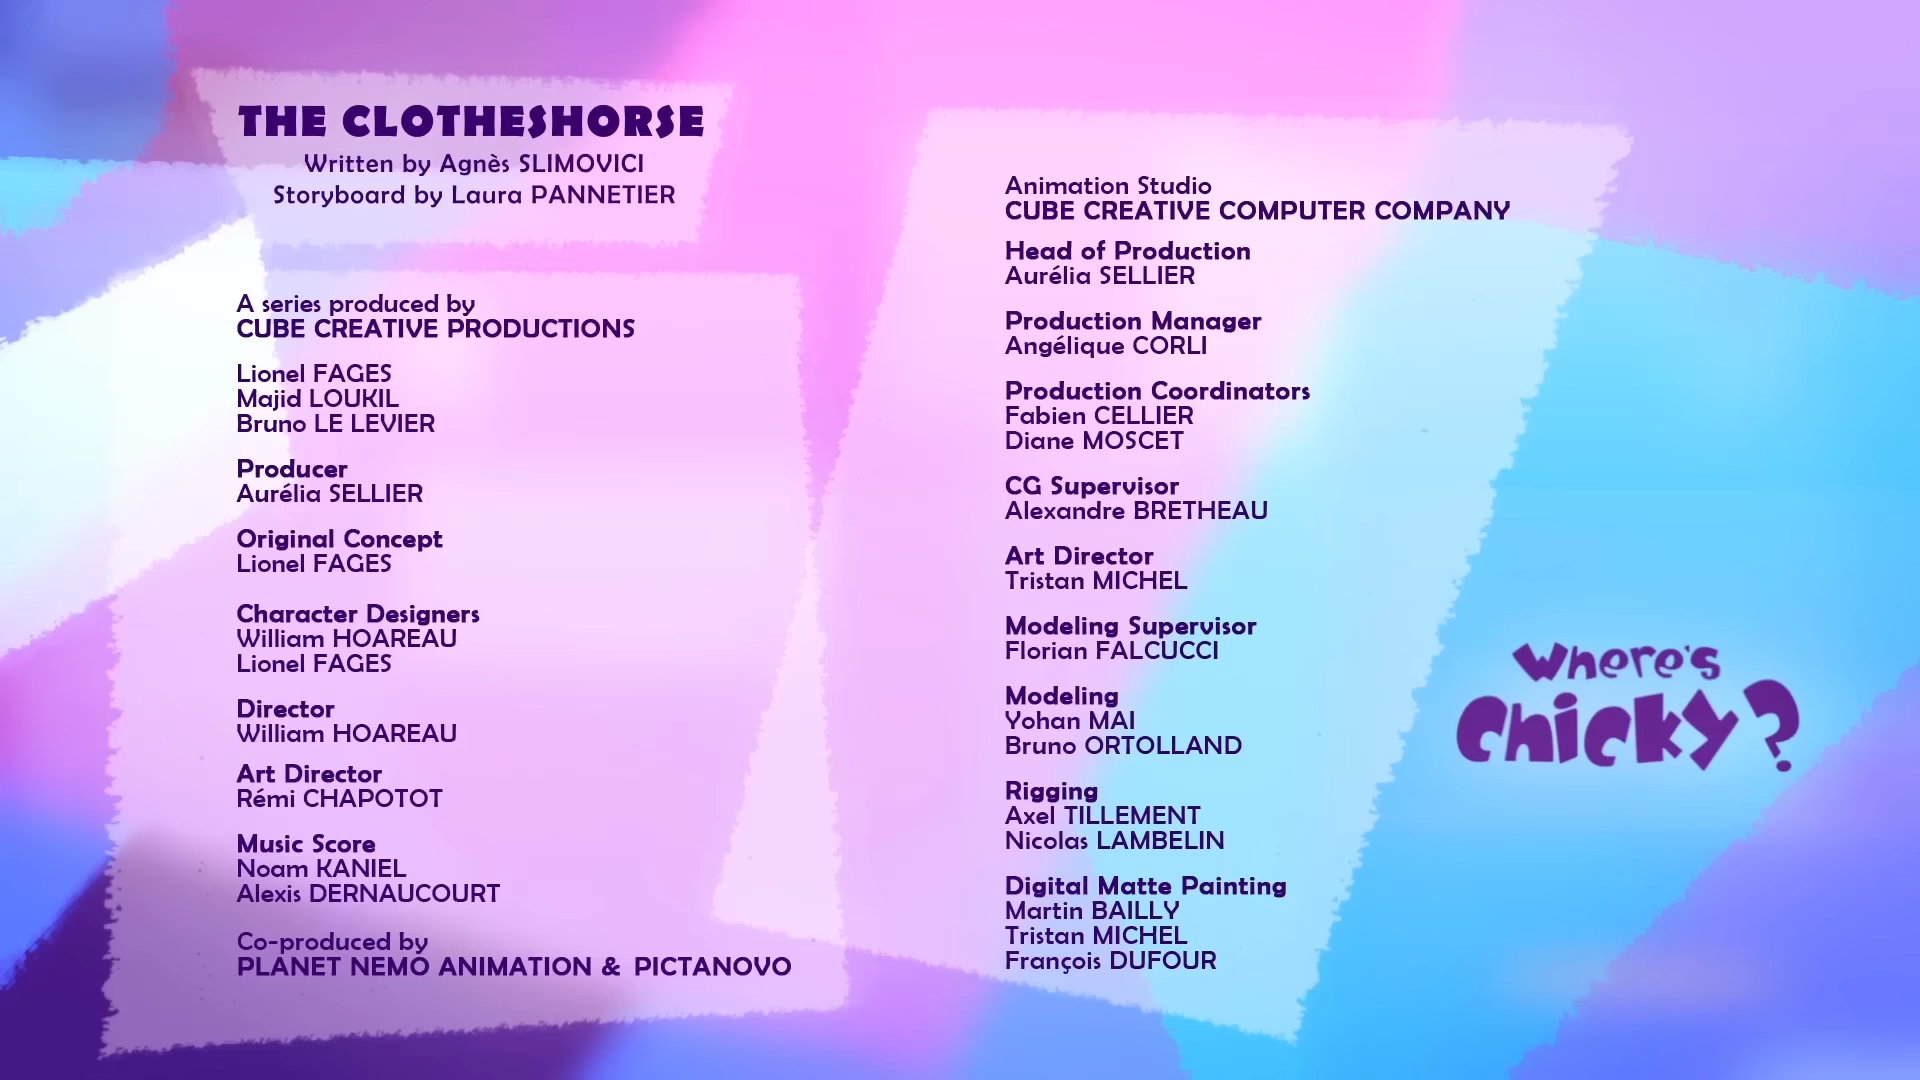 THE CLOTHESHORSE
Written by Agnès SLIMOVICI
Storyboard by Laura PANNETIER
A series produced by
CUBE CREATIVE PRODUCTIONS
Lionel FAGES
Majid LOUKIL
Bruno LE LEVIER
Producer
Aurélia SELLIER
Original Concept
Lionel FAGES
Character Designers
William HOAREAU
Lionel FAGES
Director
William HOAREAU
Art Director
Rémi CHAPOTOT
Music Score
Noam KANIEL
Alexis DERNAUCOURT
Co-produced by
PLANET NEMO ANIMATION & PICTANOVO
Animation Studio
CUBE CREATIVE COMPUTER COMPANY
Head of Production
Aurélia SELLIER
Production Manager
Angélique CORLI
Production Coordinators
Fabien CELLIER
Diane MOSCET
CG Supervisor
Alexandre BRETHEAU
Art Director
Tristan MICHEL
Modeling Supervisor
Florian FALCUCCI
Modeling
Yohan MAI
Bruno ORTOLLAND
Rigging
Axel TILLEMENT
Nicolas LAMBELIN
Digital Matte Painting
Martin BAILLY
Tristan MICHEL
François DUFOUR
Where's
Chicky?